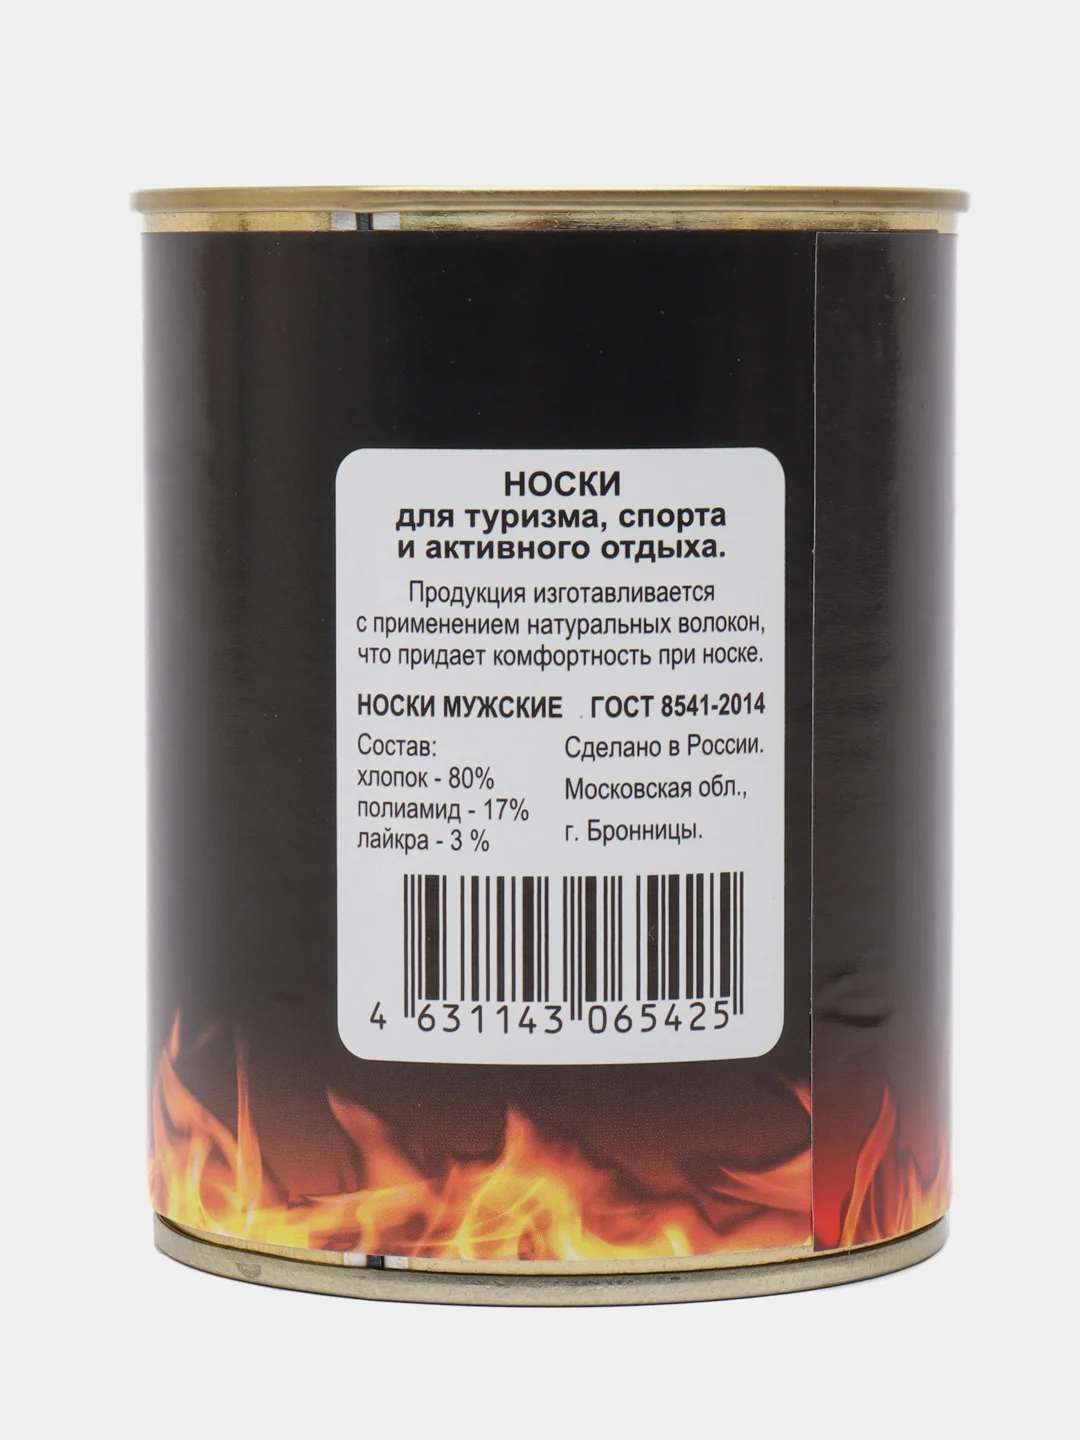 НОСКИ
для туризма, спорта
и активного отдыха.
Продукция изготавливается
с применением натуральных волокон,
что придает комфортность при носке.
НОСКИ МУЖСКИЕ ГОСТ 8541-2014
Состав:
хлопок - 80%
полиамид - 17%
лайкра - 3 %
Сделано в России.
Московская обл.,
г. Бронницы.
4 631143 065425